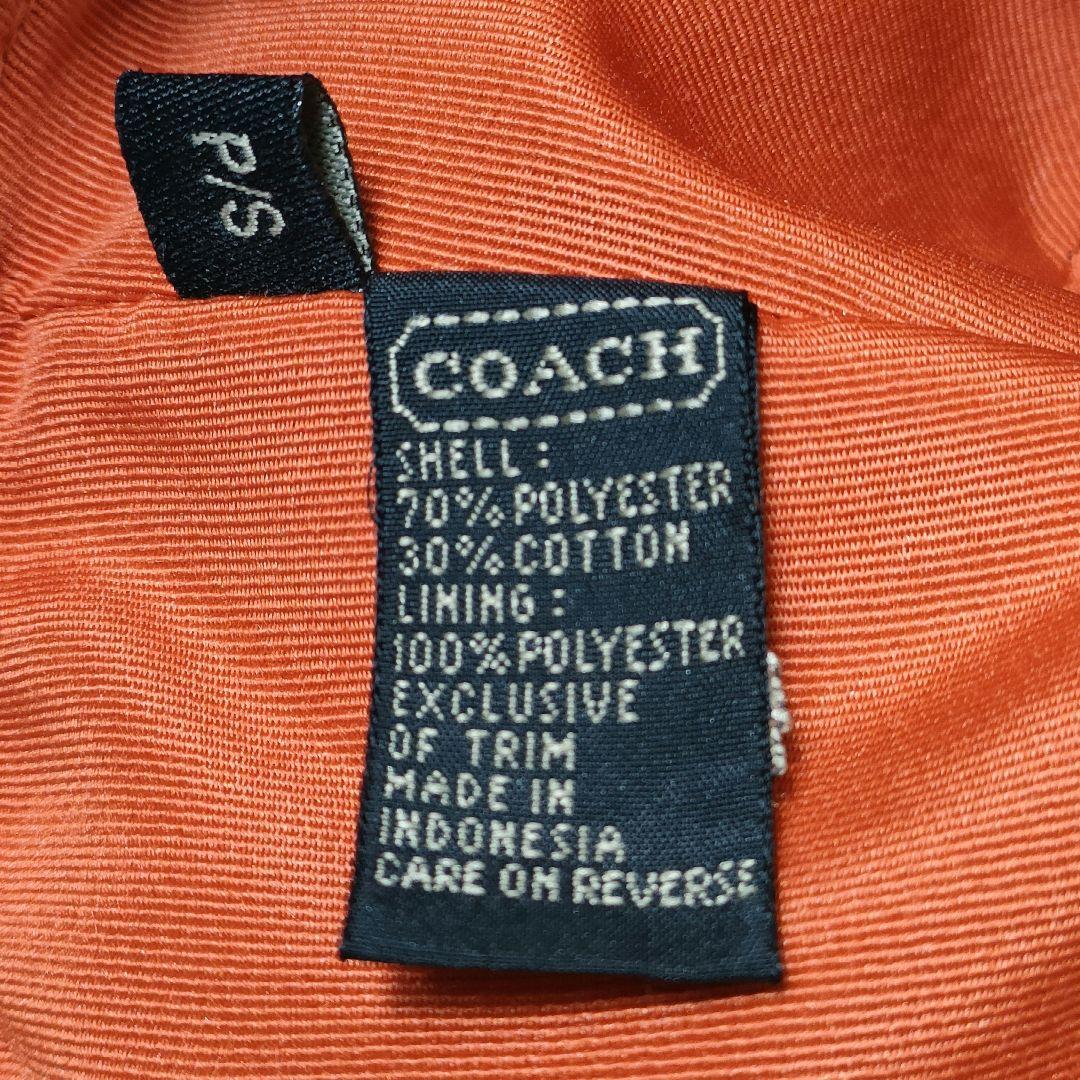 P/S
COACH
SHELL:
70% POLYESTER
30% COTTON
LINING:
100% POLYESTER
EXCLUSIVE
OF TRIM
MADE IN
INDONESIA
CARE ON REVERSE